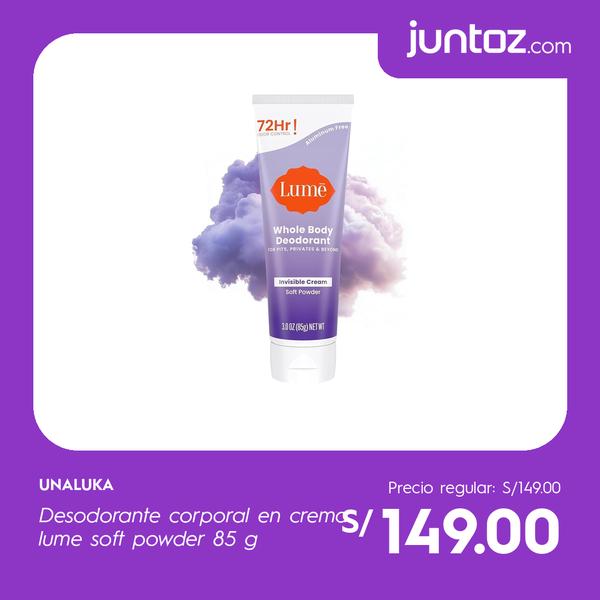 juntoz.com
72Hr!
ODOR CONTROL
Aluminum Free
Lumē
Whole Body
Deodorant
FOR PITS, PRIVATES & BEYOND
Invisible Cream
Soft Powder
3.0 OZ (85g) NET WT
UNALUKA
Precio regular: S/149.00
Desodorante corporal en crema
lume soft powder 85 g
S/ 149.00